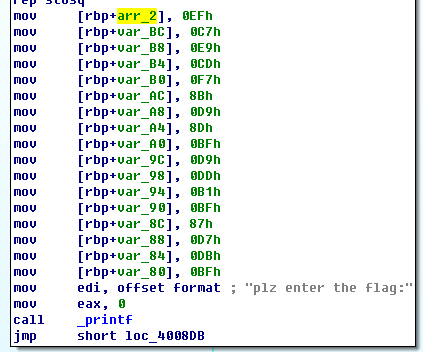 rep stosq
mov [rbp+arr_2], 0EFh
mov [rbp+var_BC], 0C7h
mov [rbp+var_B8], 0E9h
mov [rbp+var_B4], 0CDh
mov [rbp+var_B0], 0F7h
mov [rbp+var_AC], 8Bh
mov [rbp+var_A8], 0D9h
mov [rbp+var_A4], 8Dh
mov [rbp+var_A0], 0BFh
mov [rbp+var_9C], 0D9h
mov [rbp+var_98], 0DDh
mov [rbp+var_94], 0B1h
mov [rbp+var_90], 0BFh
mov [rbp+var_8C], 87h
mov [rbp+var_88], 0D7h
mov [rbp+var_84], 0DBh
mov [rbp+var_80], 0BFh
mov edi, offset format ; "plz enter the flag:"
mov eax, 0
call _printf
jmp short loc_4008DB